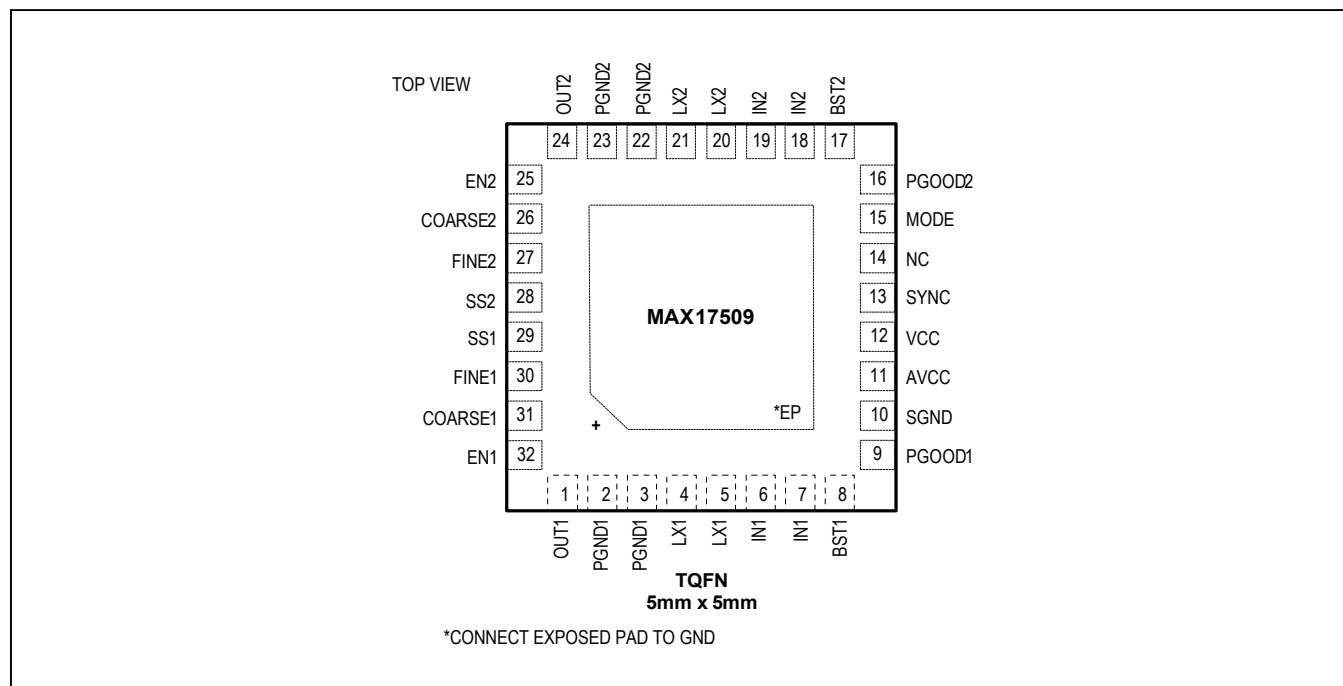 TOP VIEW
OUT2
PGND2
PGND2
LX2
LX2
IN2
IN2
BST2
24 23 22 21 20 19 18 17
EN2 25
COARSE2 26
FINE2 27
SS2 28
SS1 29
FINE1 30
COARSE1 31
EN1 32
16 PGOOD2
15 MODE
14 NC
13 SYNC
12 VCC
11 AVCC
10 SGND
9 PGOOD1
MAX17509
*EP
+
1 2 3 4 5 6 7 8
OUT1
PGND1
PGND1
LX1
LX1
IN1
IN1
BST1
TQFN
5mm x 5mm
*CONNECT EXPOSED PAD TO GND